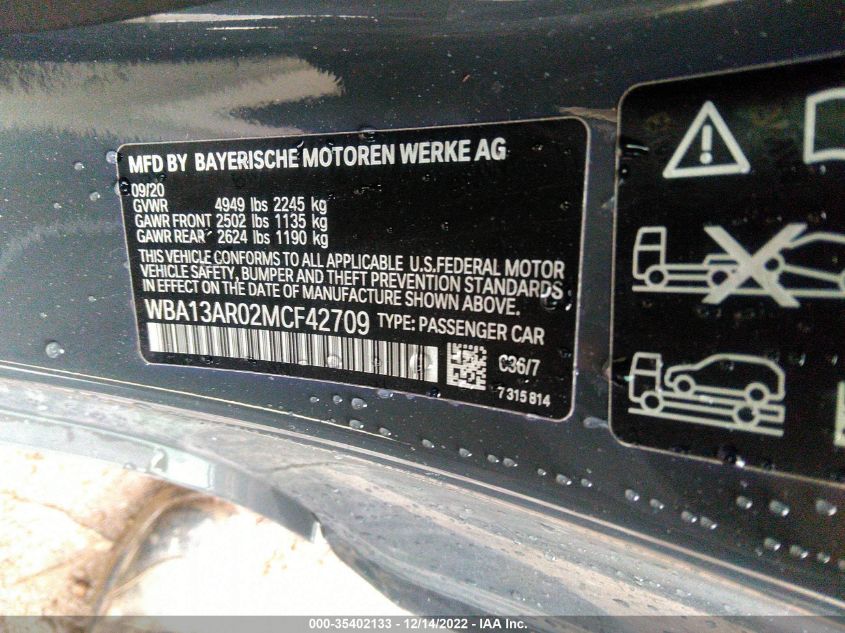 MFD BY BAYERISCHE MOTOREN WERKE AG
09/20
GVWR 4949 lbs 2245 kg
GAWR FRONT 2502 lbs 1135 kg
GAWR REAR 2624 lbs 1190 kg
THIS VEHICLE CONFORMS TO ALL APPLICABLE U.S.FEDERAL MOTOR
VEHICLE SAFETY, BUMPER AND THEFT PREVENTION STANDARDS
IN EFFECT ON THE DATE OF MANUFACTURE SHOWN ABOVE.
WBA13AR02MCF42709 TYPE: PASSENGER CAR
C36/7
7 315 814
000-35402133 - 12/14/2022 - IAA Inc.